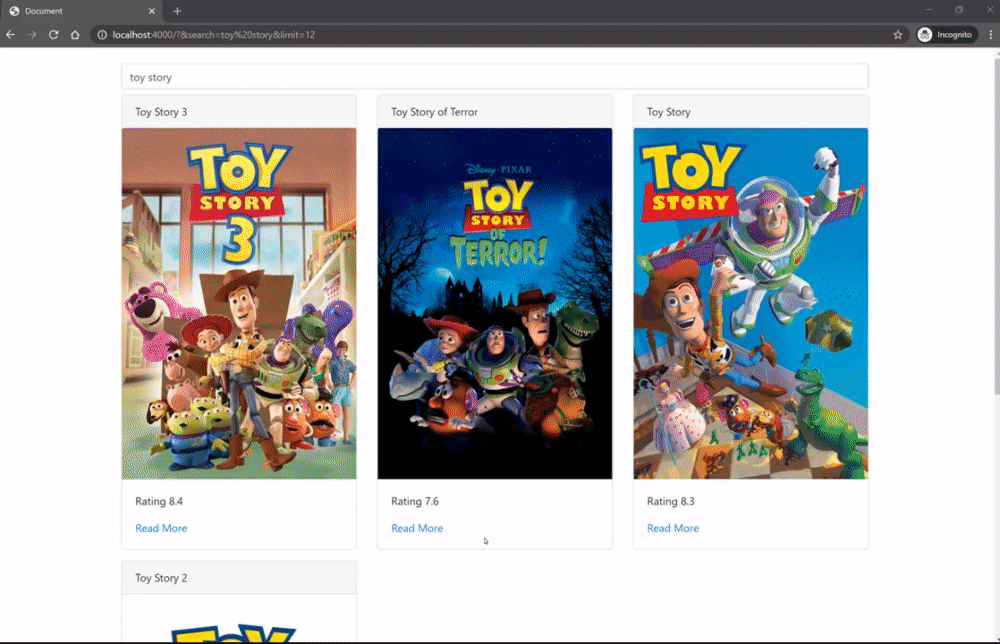 Document
localhost:4000/?&search=toy%20story&limit=12
Incognito
toy story
Toy Story 3
TOY
STORY
3
Rating 8.4
Read More
Toy Story of Terror
Disney · PIXAR
TOY
STORY
OF
TERROR!
Rating 7.6
Read More
Toy Story
TOY
STORY
Rating 8.3
Read More
Toy Story 2
TOY